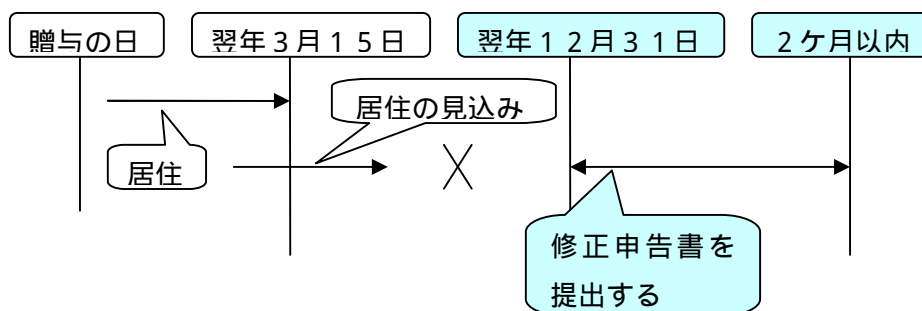 贈与の日
翌年３月１５日
翌年１２月３１日
２ケ月以内
居住の見込み
居住
修正申告書を
提出する